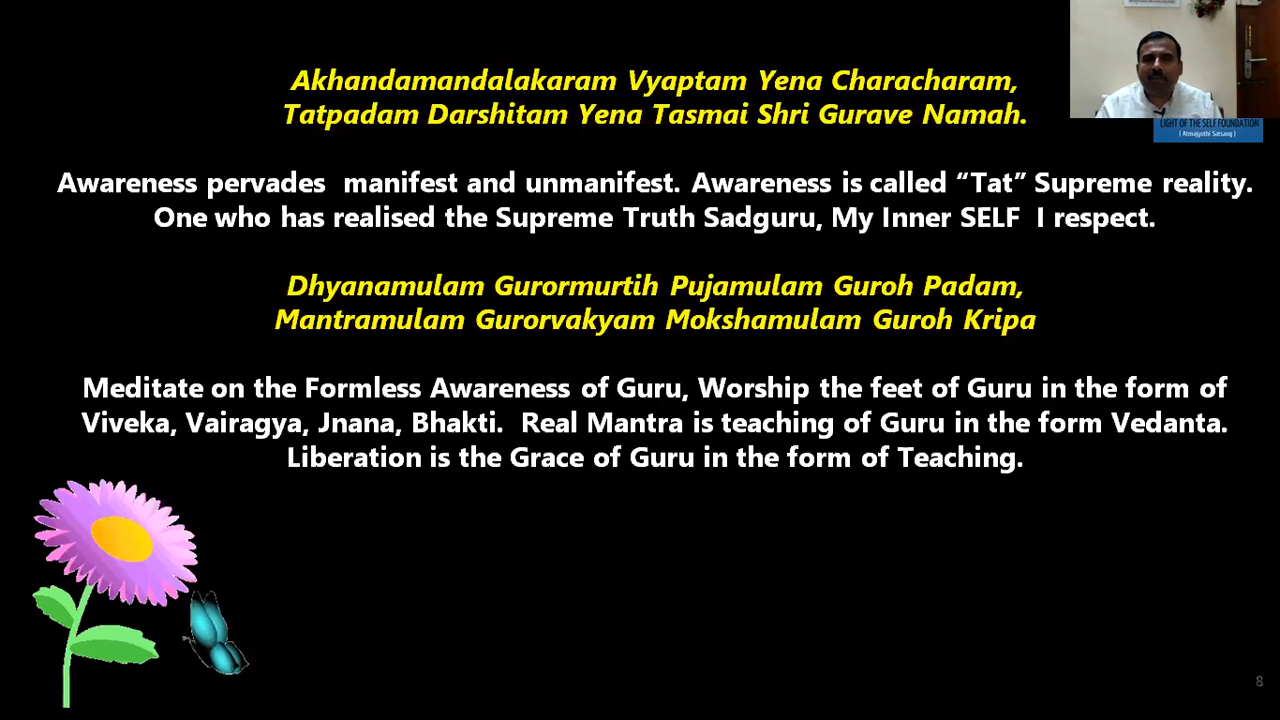 LIGHT OF THE SELF FOUNDATION
( Atmajyothi Satsang )
Akhandamandalakaram Vyaptam Yena Characharam,
Tatpadam Darshitam Yena Tasmai Shri Gurave Namah.
Awareness pervades manifest and unmanifest. Awareness is called “Tat” Supreme reality.
One who has realised the Supreme Truth Sadguru, My Inner SELF I respect.
Dhyanamulam Gurormurtih Pujamulam Guroh Padam,
Mantramulam Gurorvakyam Mokshamulam Guroh Kripa
Meditate on the Formless Awareness of Guru, Worship the feet of Guru in the form of
Viveka, Vairagya, Jnana, Bhakti. Real Mantra is teaching of Guru in the form Vedanta.
Liberation is the Grace of Guru in the form of Teaching.
8